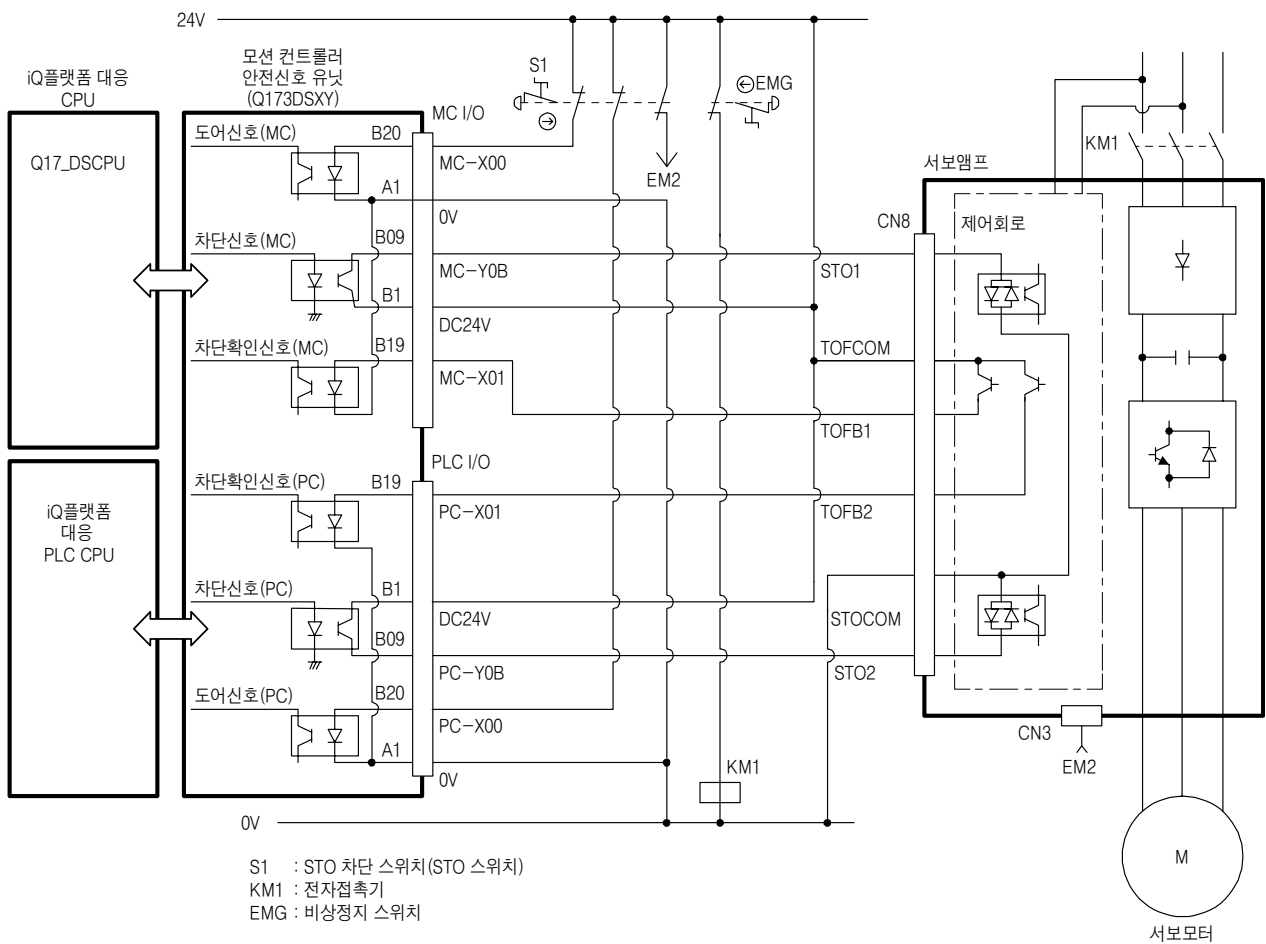 24V
iQ플랫폼 대응
CPU
Q17_DSCPU
모션 컨트롤러
안전신호 유닛
(Q173DSXY)
MC I/O
S1
EMG
EM2
도어신호(MC)
B20
MC-X00
A1
0V
차단신호(MC)
B09
MC-Y0B
B1
DC24V
차단확인신호(MC)
B19
MC-X01
PLC I/O
iQ플랫폼
대응
PLC CPU
차단확인신호(PC)
B19
PC-X01
차단신호(PC)
B1
DC24V
B09
PC-Y0B
도어신호(PC)
B20
PC-X00
A1
0V
KM1
서보앰프
CN8
제어회로
STO1
TOFCOM
TOFB1
TOFB2
STOCOM
STO2
CN3
EM2
KM1
0V
M
서보모터
S1 : STO 차단 스위치(STO 스위치)
KM1 : 전자접촉기
EMG : 비상정지 스위치